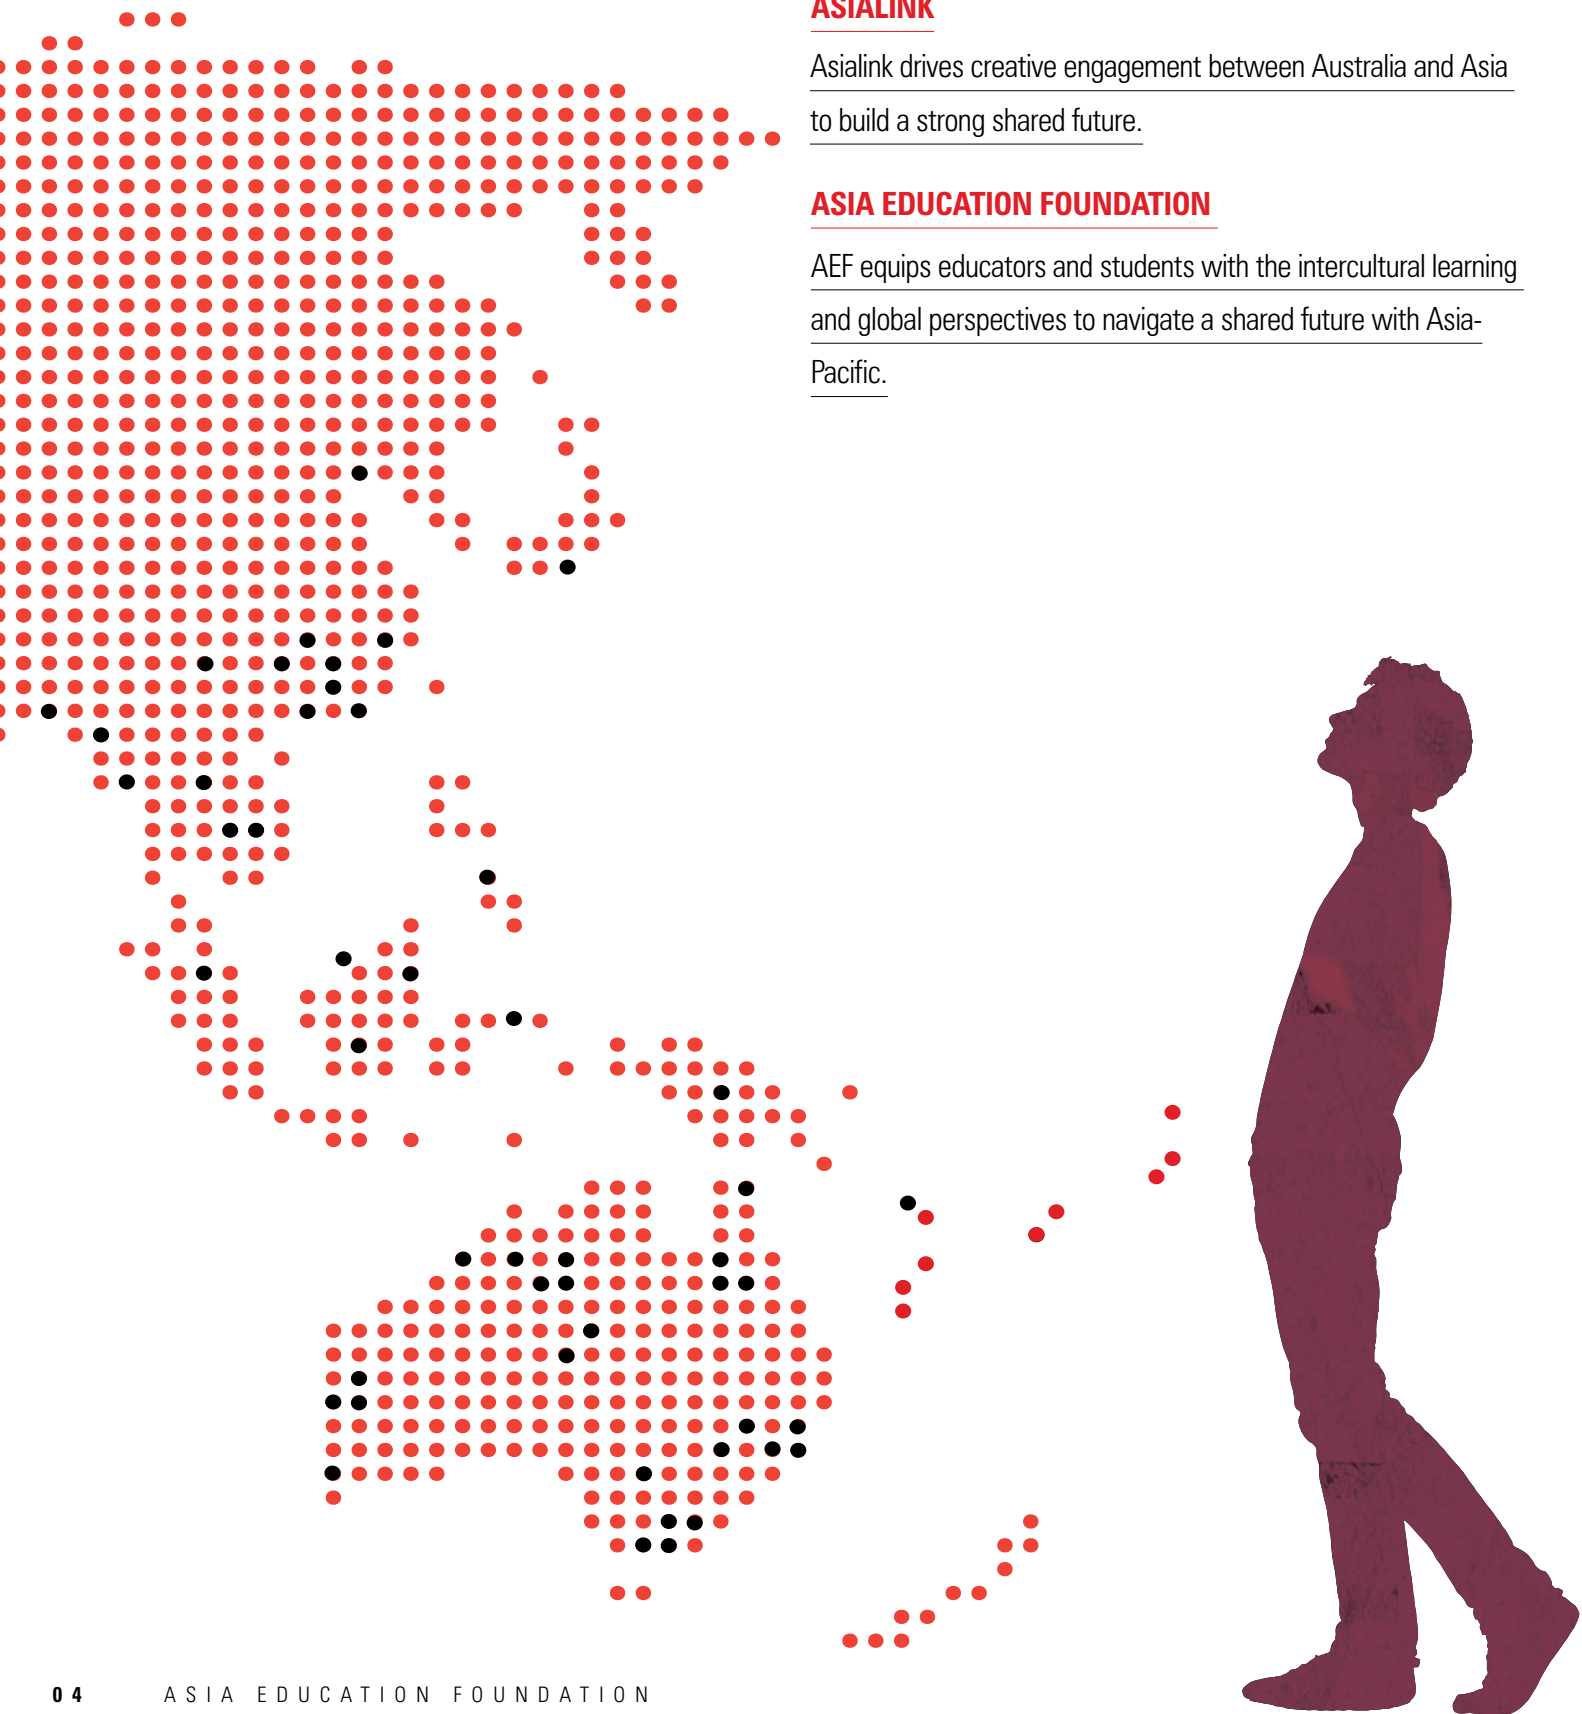 ASIALINK
Asialink drives creative engagement between Australia and Asia
to build a strong shared future.
ASIA EDUCATION FOUNDATION
AEF equips educators and students with the intercultural learning
and global perspectives to navigate a shared future with Asia-
Pacific.
04 ASIA EDUCATION FOUNDATION